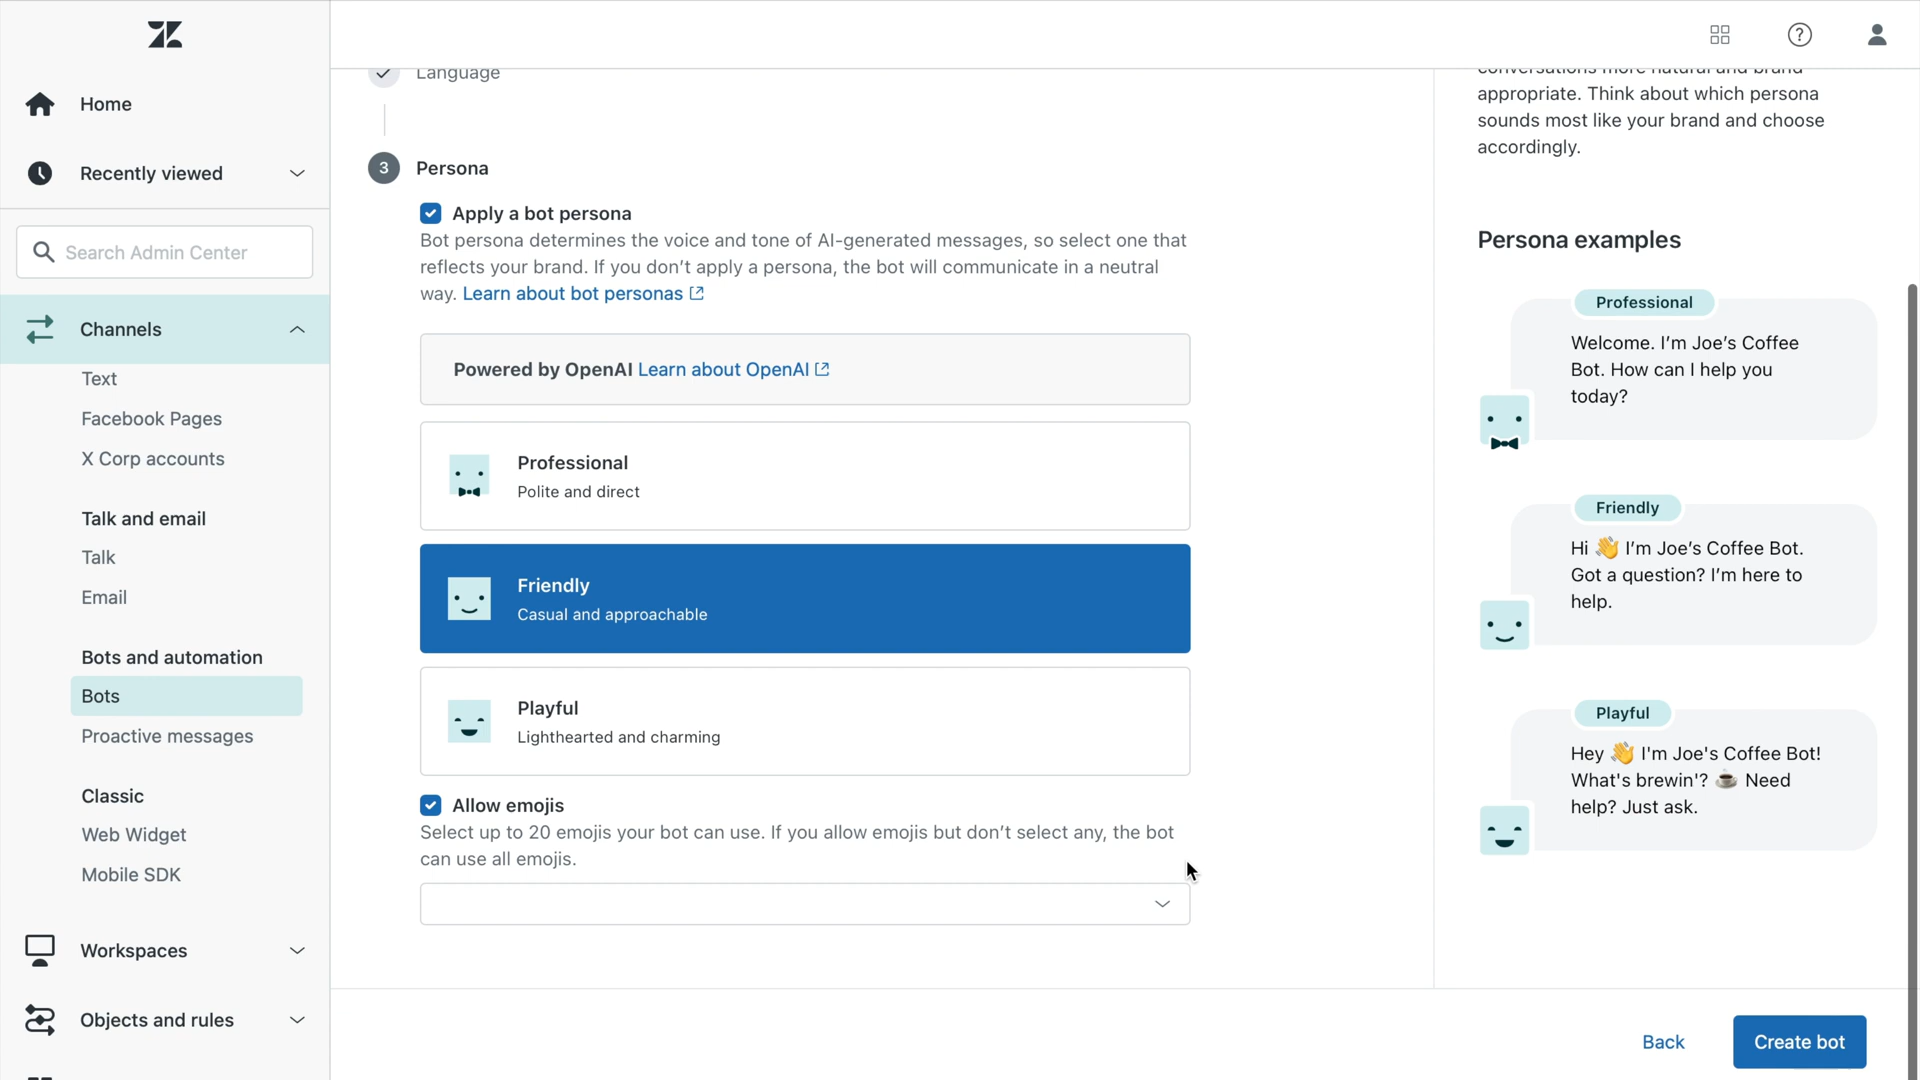 Home
Recently viewed
Search Admin Center
Channels
Text
Facebook Pages
X Corp accounts
Talk and email
Talk
Email
Bots and automation
Bots
Proactive messages
Classic
Web Widget
Mobile SDK
Workspaces
Objects and rules
Language
3 Persona
Apply a bot persona
Bot persona determines the voice and tone of AI-generated messages, so select one that
reflects your brand. If you don’t apply a persona, the bot will communicate in a neutral
way. Learn about bot personas
Powered by OpenAI Learn about OpenAI
Professional
Polite and direct
Friendly
Casual and approachable
Playful
Lighthearted and charming
Allow emojis
Select up to 20 emojis your bot can use. If you allow emojis but don’t select any, the bot
can use all emojis.
conversations more natural and brand
appropriate. Think about which persona
sounds most like your brand and choose
accordingly.
Persona examples
Professional
Welcome. I’m Joe’s Coffee
Bot. How can I help you
today?
Friendly
Hi 👋 I’m Joe’s Coffee Bot.
Got a question? I’m here to
help.
Playful
Hey 👋 I'm Joe's Coffee Bot!
What's brewin'? ☕ Need
help? Just ask.
Back
Create bot